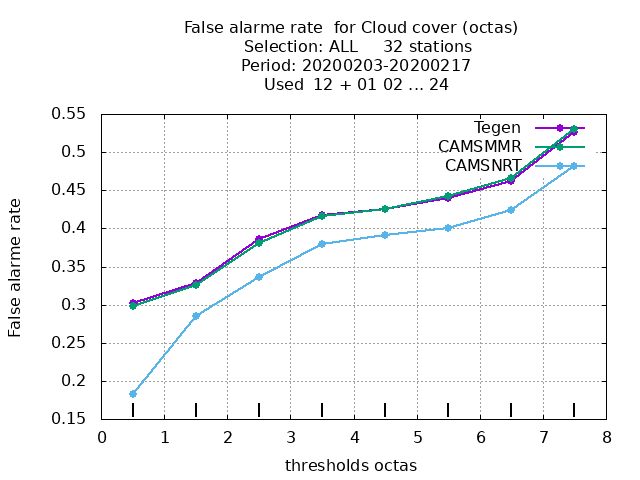 False alarme rate  for Cloud cover (octas)
Selection: ALL     32 stations
Period: 20200203-20200217
Used  12 + 01 02 ... 24
0.55
0.5
0.45
0.4
0.35
0.3
0.25
0.2
0.15
False alarme rate
Tegen
CAMSMMR
CAMSNRT
0 1 2 3 4 5 6 7 8
thresholds octas